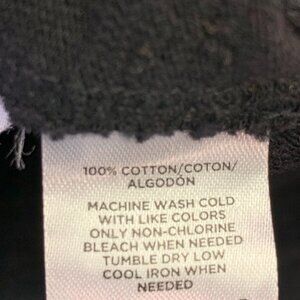 100% COTTON/COTON/
ALGODÓN
MACHINE WASH COLD
WITH LIKE COLORS
ONLY NON-CHLORINE
BLEACH WHEN NEEDED
TUMBLE DRY LOW
COOL IRON WHEN
NEEDED